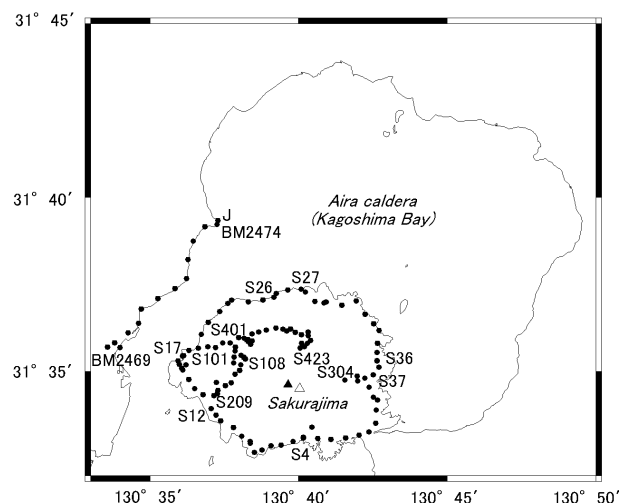 31° 45′
31° 40′
J
BM2474
Aira caldera
(Kagoshima Bay)
S26
S27
S401
S17
BM2469
S101
S108
S423
S36
S304
S37
31° 35′
S209
Sakurajima
S12
S4
130° 35′
130° 40′
130° 45′
130° 50′